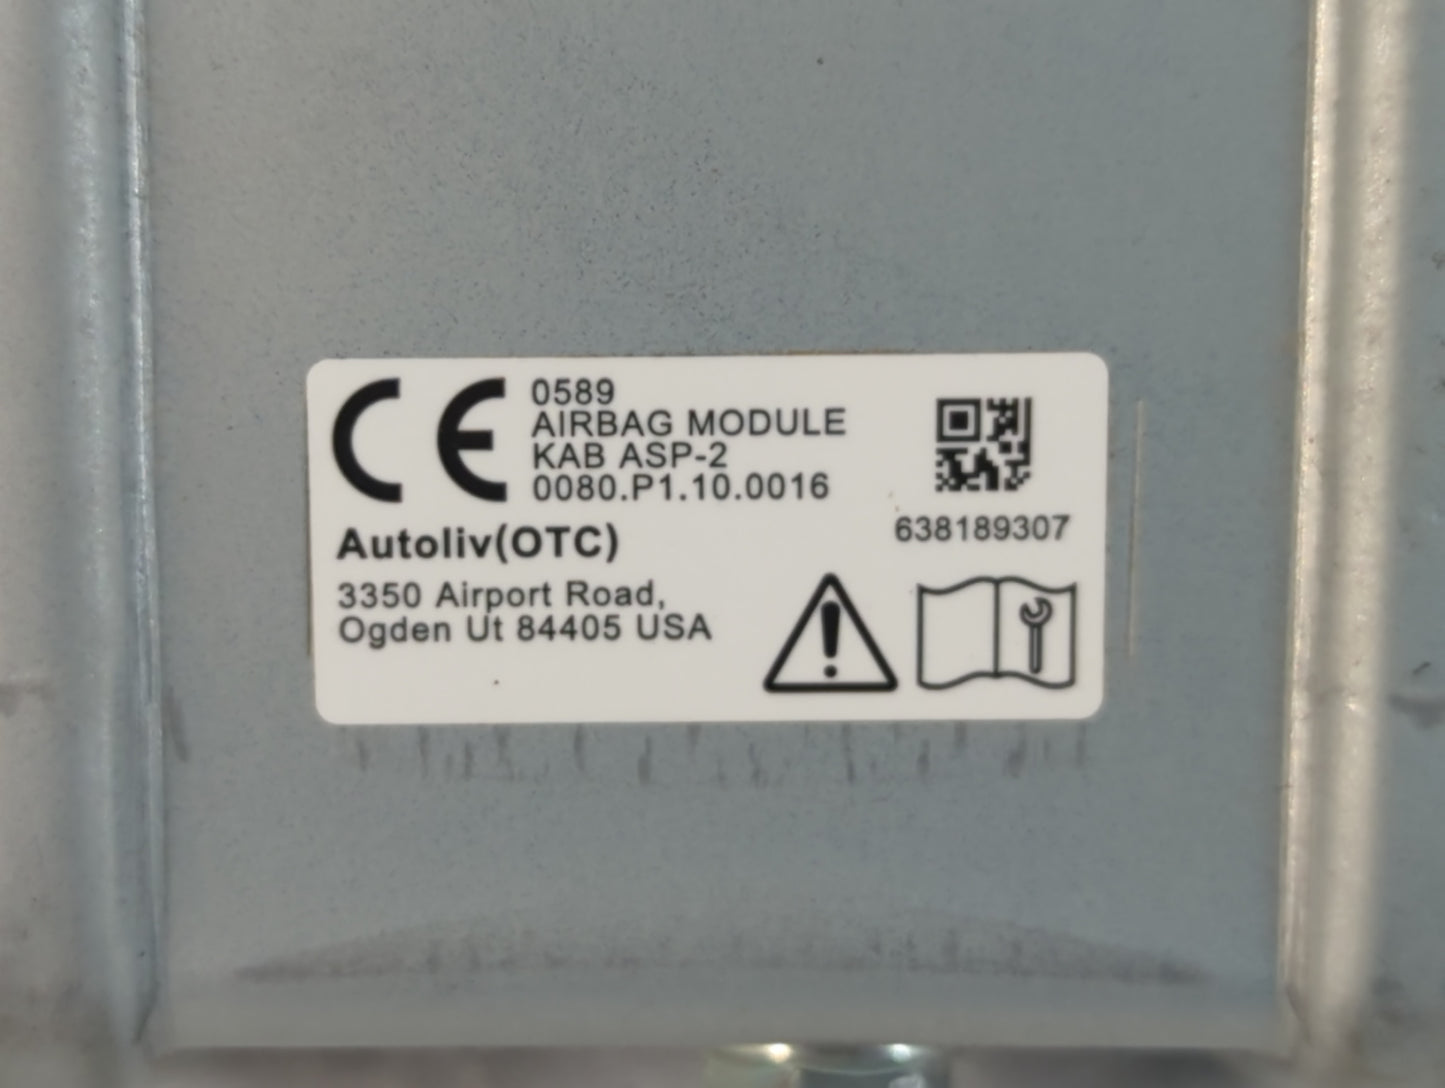 CE 0589
AIRBAG MODULE
KAB ASP-2
0080.P1.10.0016
638189307
Autoliv(OTC)
3350 Airport Road,
Ogden Ut 84405 USA